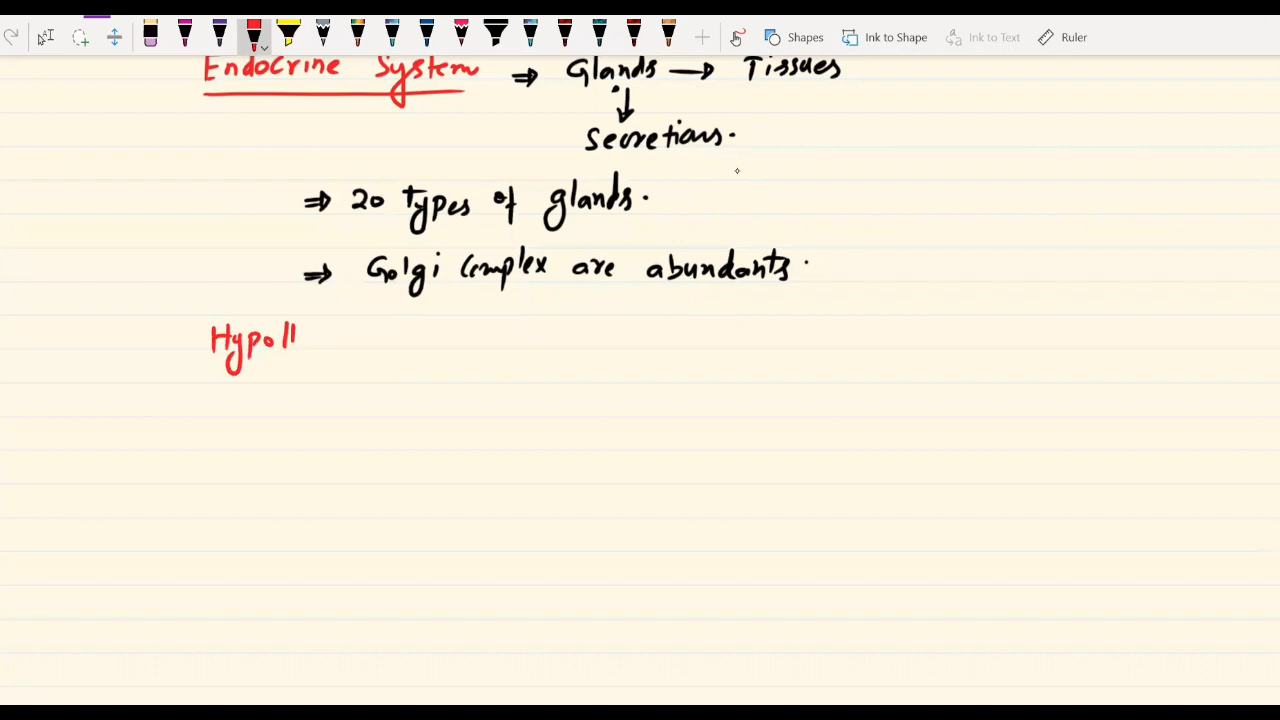 Shapes Ink to Shape Ink to Text Ruler
Endocrine System ⇒ Glands → Tissues
↓
Secretions.
⇒ 20 types of glands.
⇒ Golgi Complex are abundants.